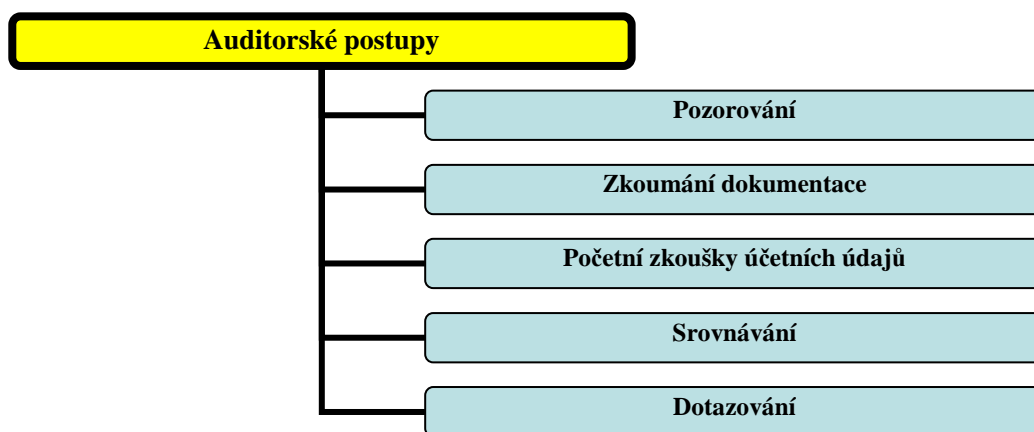 Auditorské postupy
Pozorování
Zkoumání dokumentace
Početní zkoušky účetních údajů
Srovnávání
Dotazování